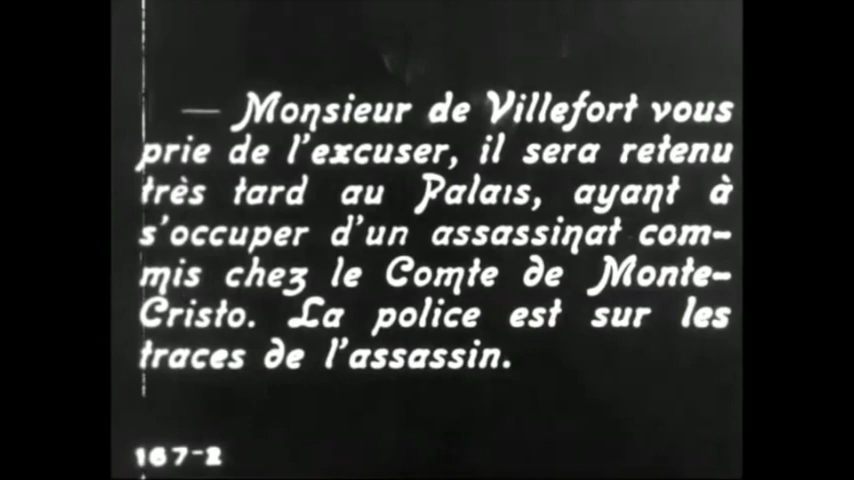 — Monsieur de Villefort vous
prie de l'excuser, il sera retenu
très tard au Palais, ayant à
s'occuper d'un assassinat com-
mis chez le Comte de Monte-
Cristo. La police est sur les
traces de l'assassin.
167-2